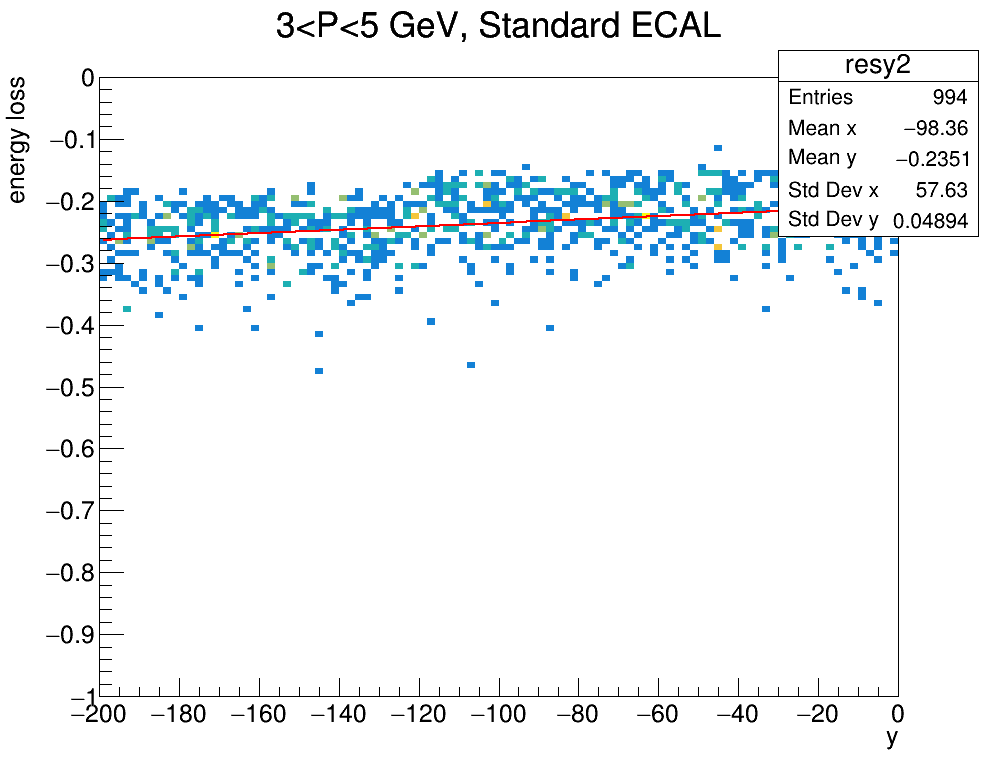 3<P<5 GeV, Standard ECAL
resy2
Entries 994
Mean x −98.36
Mean y −0.2351
Std Dev x 57.63
Std Dev y 0.04894
energy loss
0
−0.1
−0.2
−0.3
−0.4
−0.5
−0.6
−0.7
−0.8
−0.9
−1
−200 −180 −160 −140 −120 −100 −80 −60 −40 −20 0
y